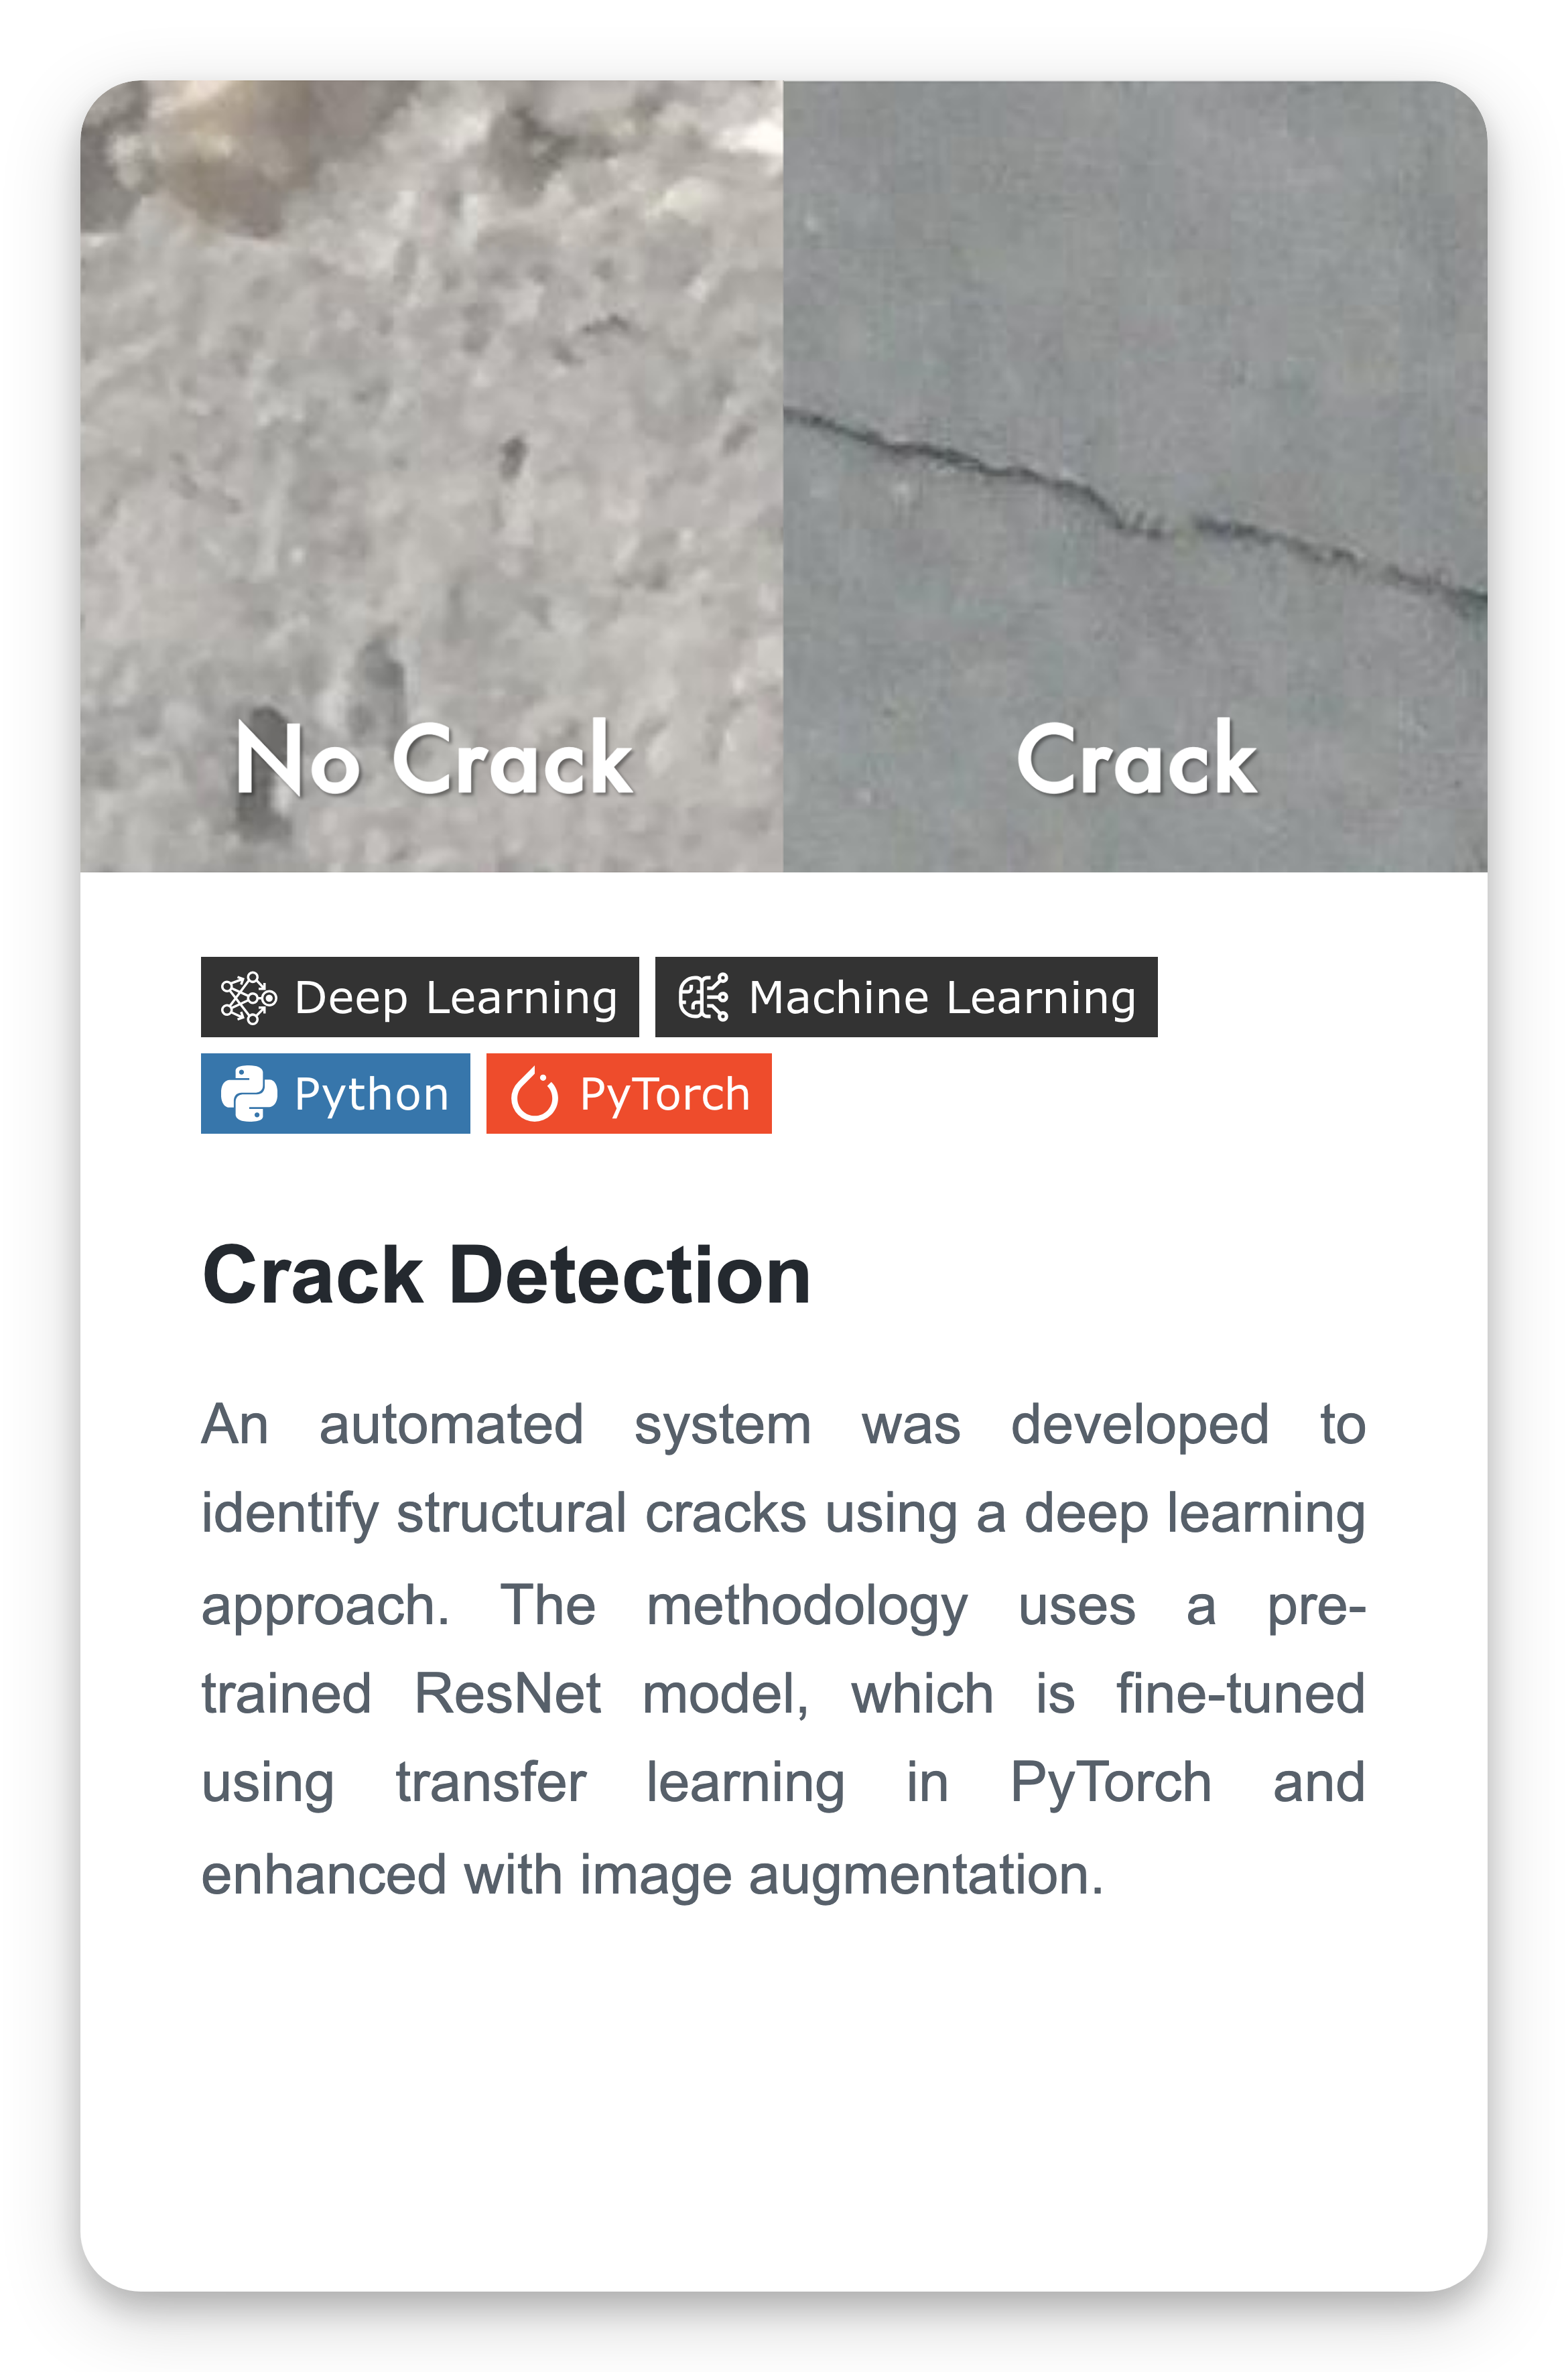 No Crack
Crack
Deep Learning
Machine Learning
Python
PyTorch
Crack Detection
An automated system was developed to
identify structural cracks using a deep learning
approach. The methodology uses a pre-
trained ResNet model, which is fine-tuned
using transfer learning in PyTorch and
enhanced with image augmentation.